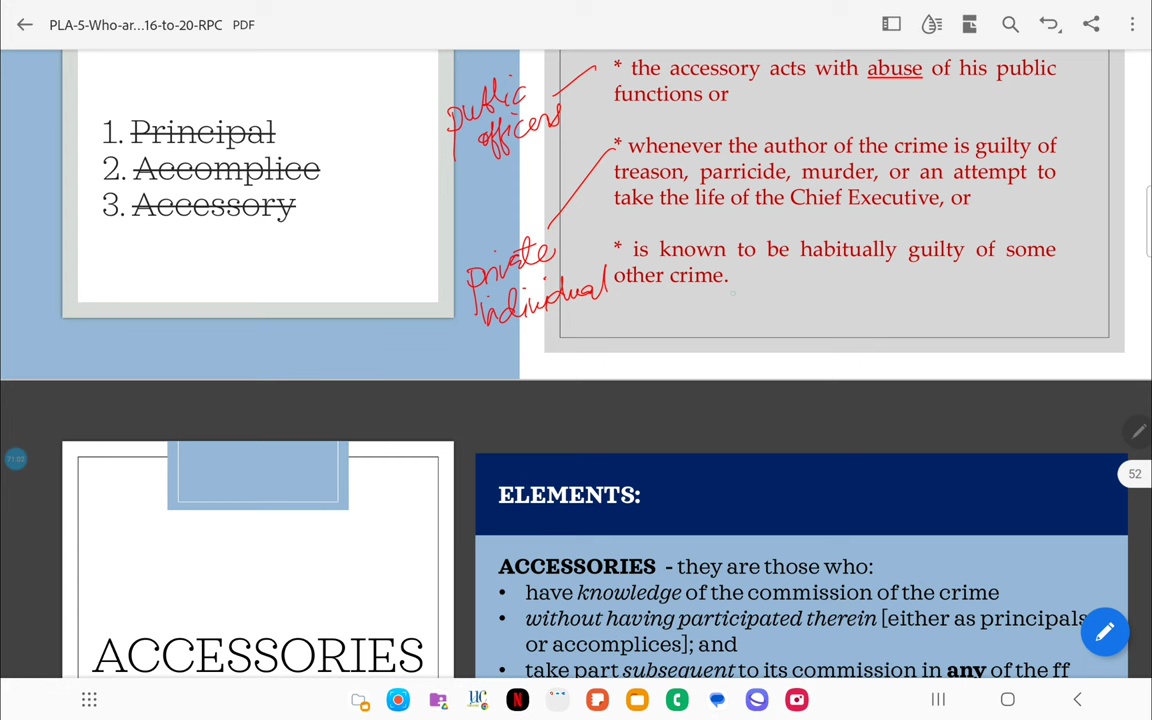 PLA-5-Who-ar...16-to-20-RPC PDF
1. Principal
2. Accomplice
3. Accessory
public
officers
private
individual
* the accessory acts with abuse of his public
functions or
* whenever the author of the crime is guilty of
treason, parricide, murder, or an attempt to
take the life of the Chief Executive, or
* is known to be habitually guilty of some
other crime.
71:02
52
ACCESSORIES
ELEMENTS:
ACCESSORIES - they are those who:
• have knowledge of the commission of the crime
• without having participated therein [either as principals
or accomplices]; and
• take part subsequent to its commission in any of the ff
UC
N